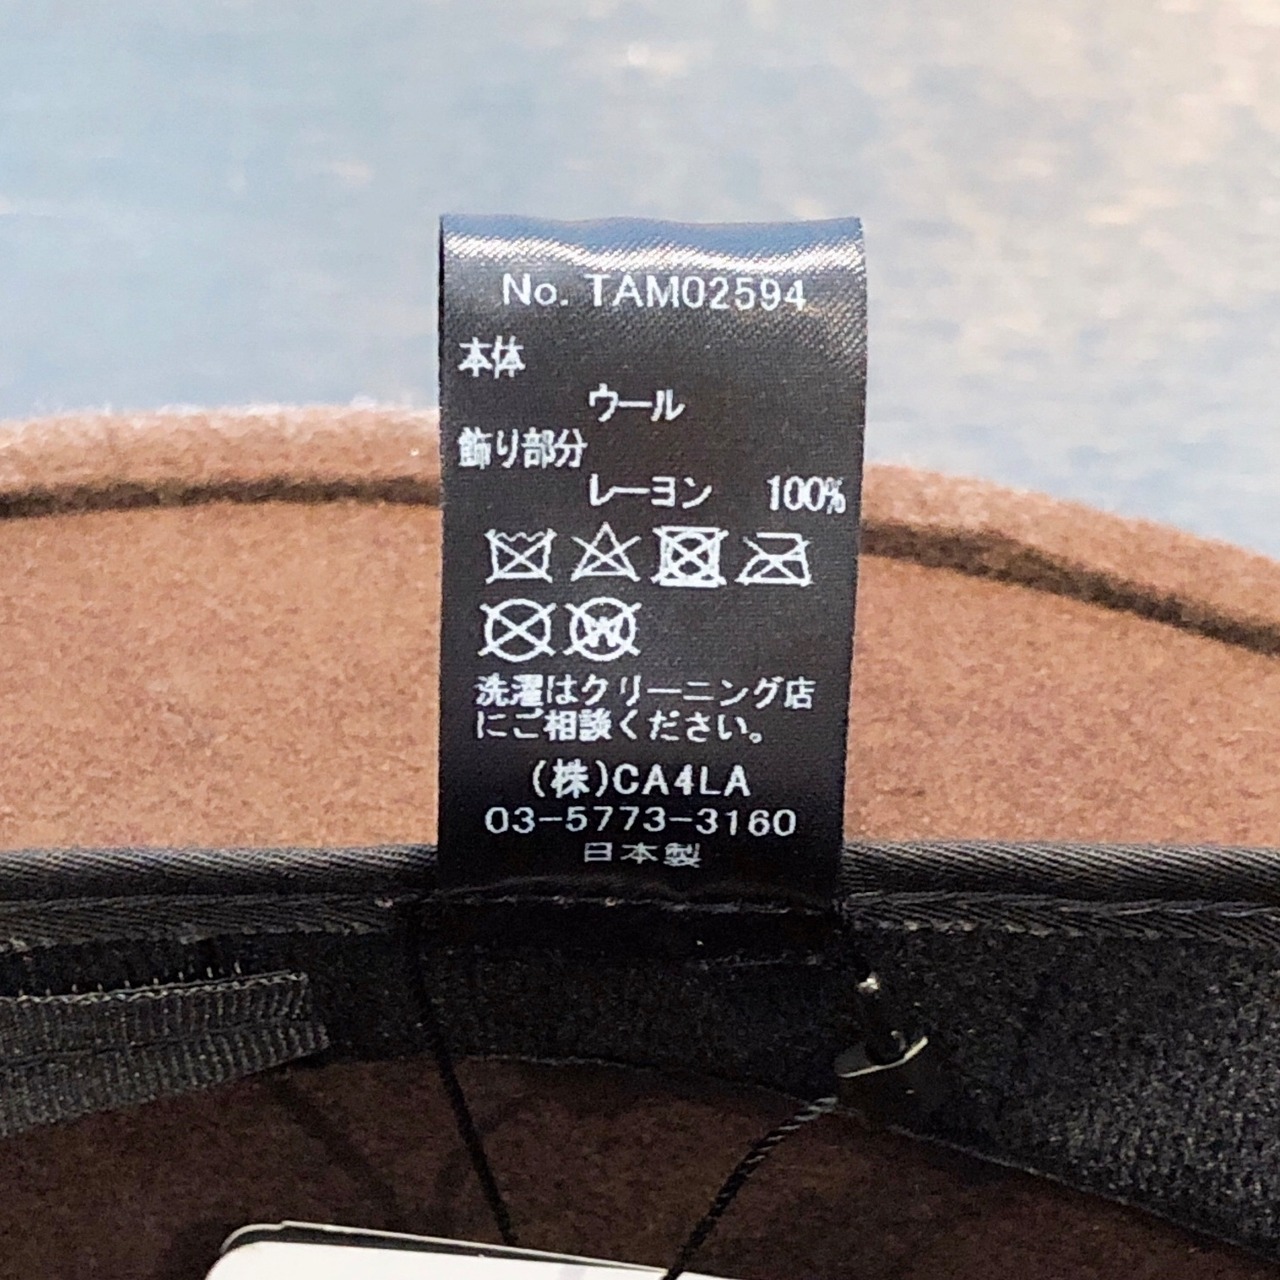 No. TAM02594
本体
ウール
飾り部分
レーヨン 100%
洗濯はクリーニング店
にご相談ください。
(株)CA4LA
03-5773-3160
日本製